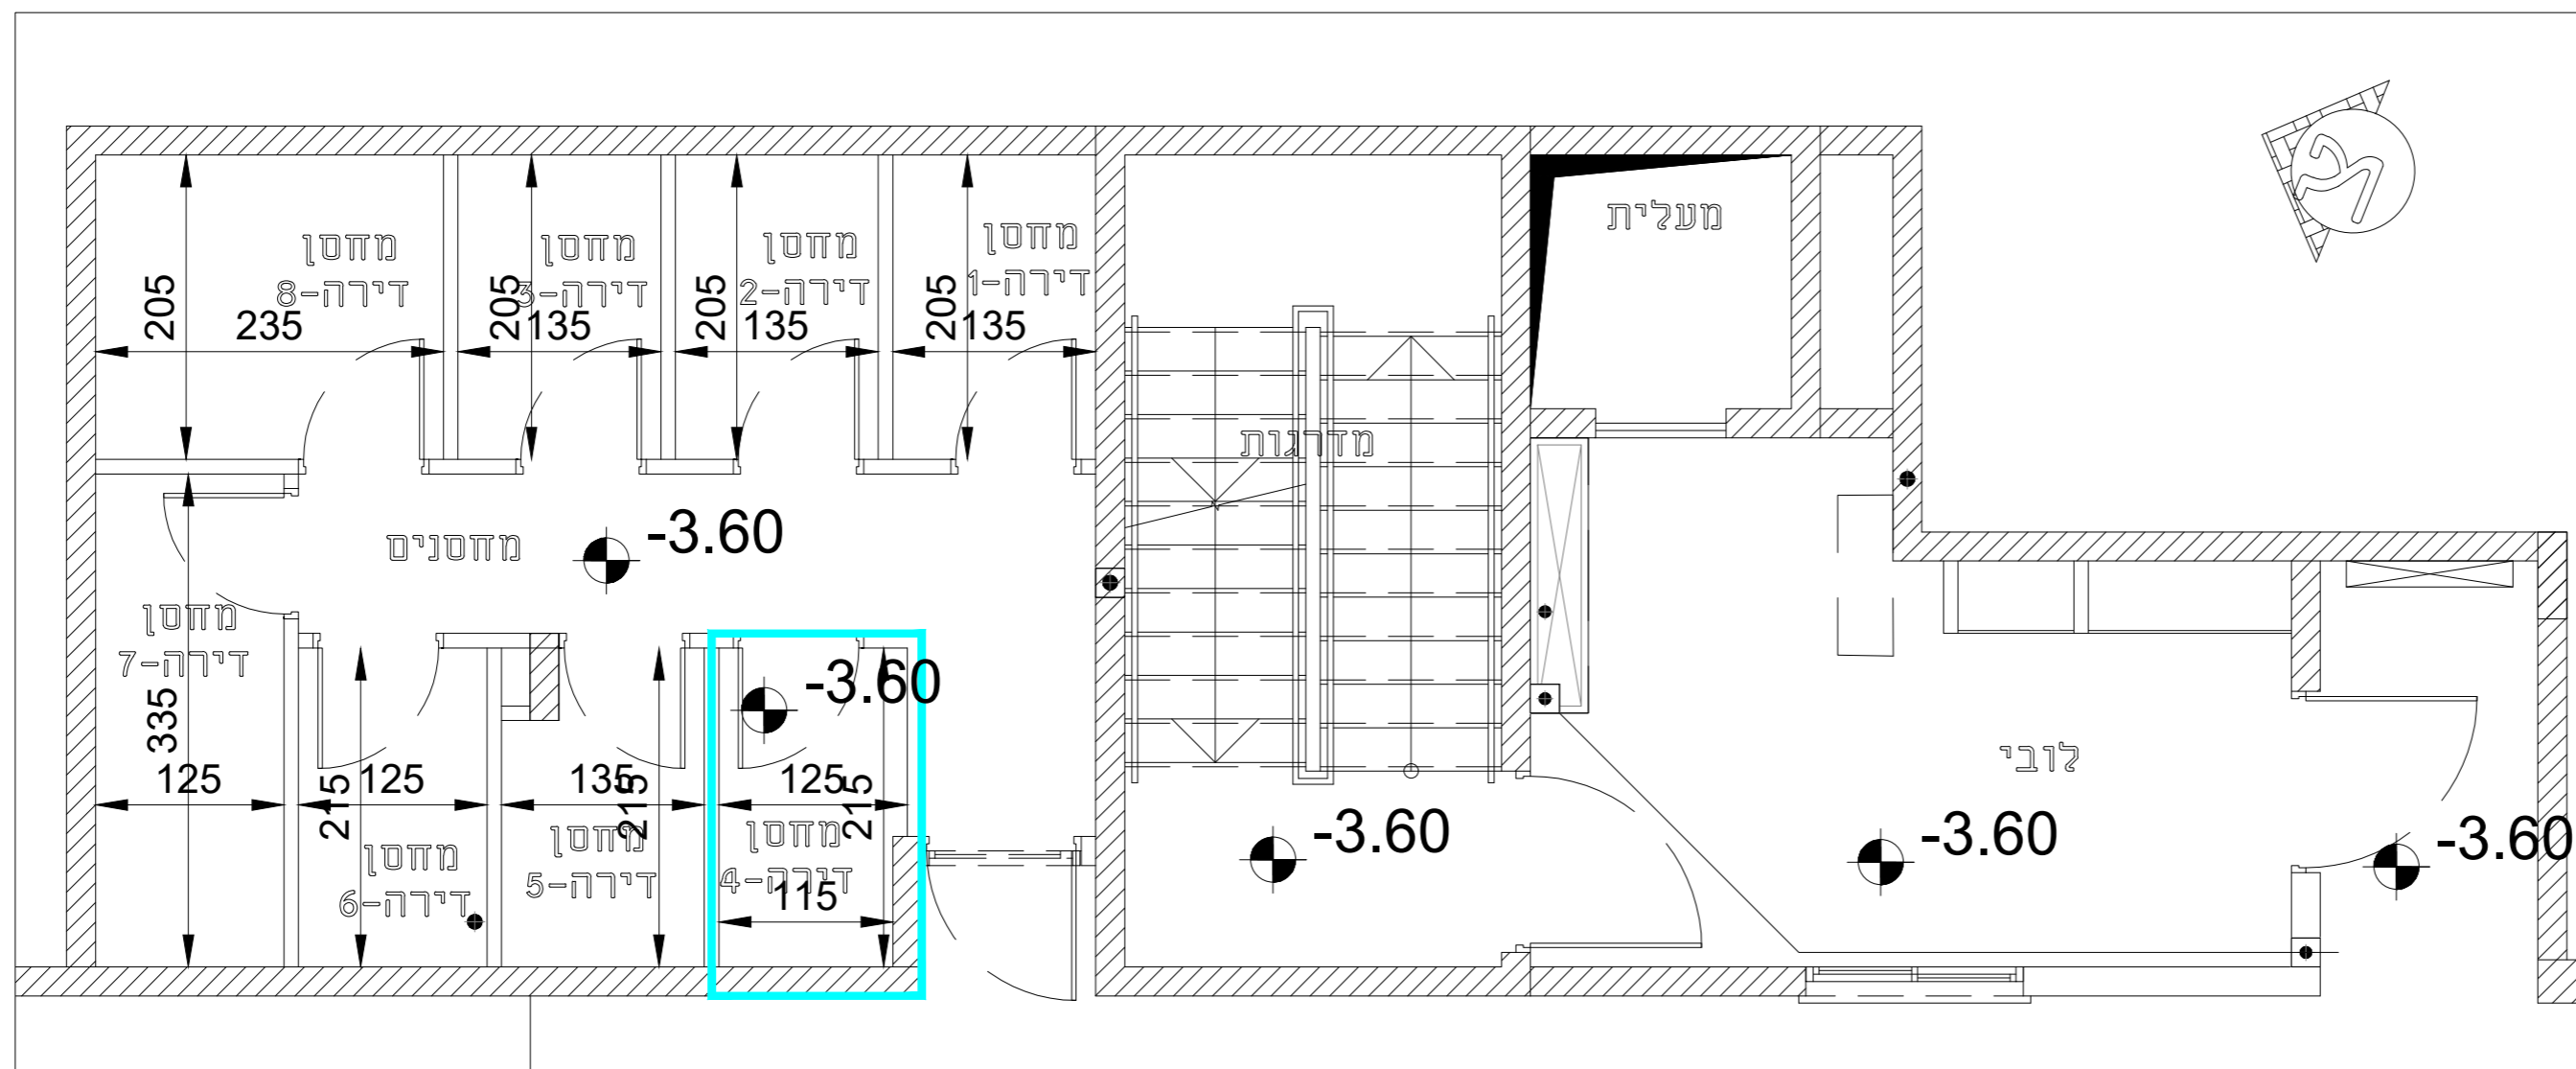 מחסן
דירה-8
205
235
מחסן
דירה-3
205
135
מחסן
דירה-2
205
135
מחסן
דירה-1
205
135
מעלית
צ
מדרגות
מחסנים
-3.60
מחסן
דירה-7
335
125
125
215
מחסן
דירה-6
135
215
מחסן
דירה-5
-3.60
125
215
מחסן
דירה-4
115
-3.60
לובי
-3.60
-3.60